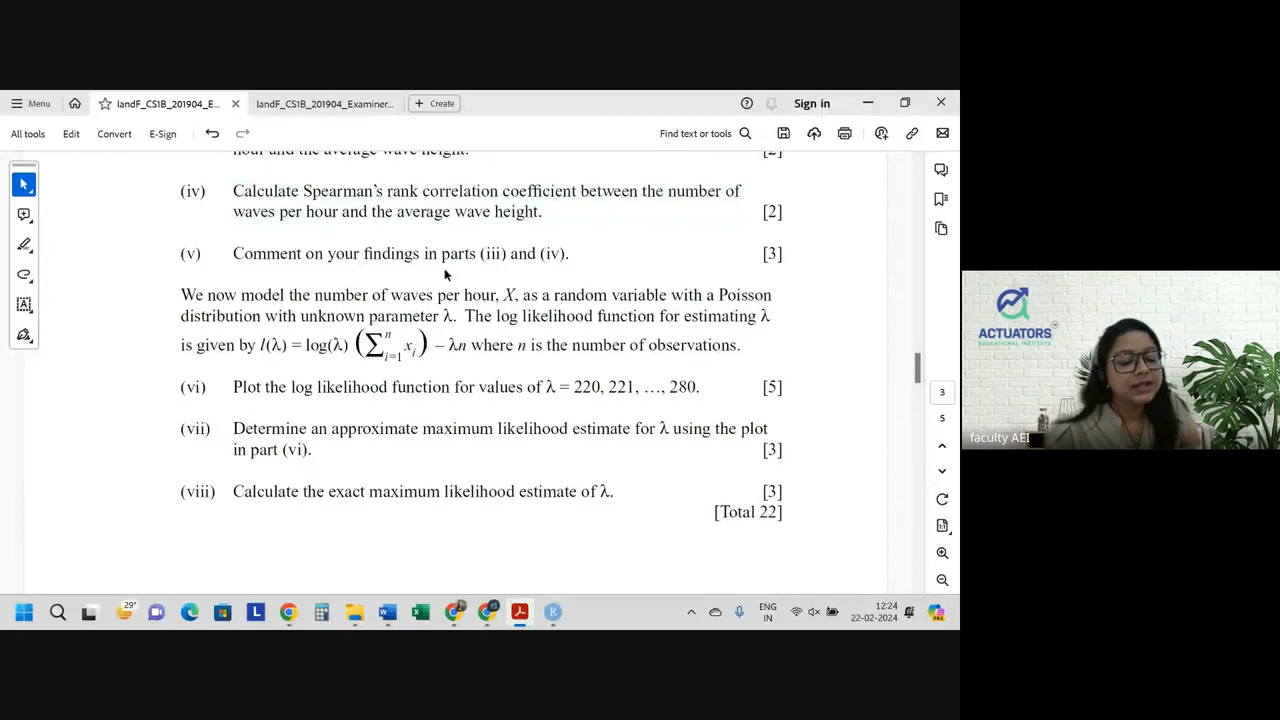 Menu
IandF_CS1B_201904_E...
IandF_CS1B_201904_Examiner...
Create
Sign in
All tools
Edit
Convert
E-Sign
Find text or tools
hour and the average wave height. [2]
(iv) Calculate Spearman's rank correlation coefficient between the number of
waves per hour and the average wave height. [2]
(v) Comment on your findings in parts (iii) and (iv). [3]
We now model the number of waves per hour, X, as a random variable with a Poisson
distribution with unknown parameter λ. The log likelihood function for estimating λ
is given by l(λ) = log(λ) (∑ⁿᵢ₌₁ xᵢ) – λn where n is the number of observations.
(vi) Plot the log likelihood function for values of λ = 220, 221, …, 280. [5]
(vii) Determine an approximate maximum likelihood estimate for λ using the plot
in part (vi). [3]
(viii) Calculate the exact maximum likelihood estimate of λ. [3]
[Total 22]
3
5
ACTUATORS
EDUCATIONAL INSTITUTE
faculty AEI
29°
ENG
IN
12:24
22-02-2024